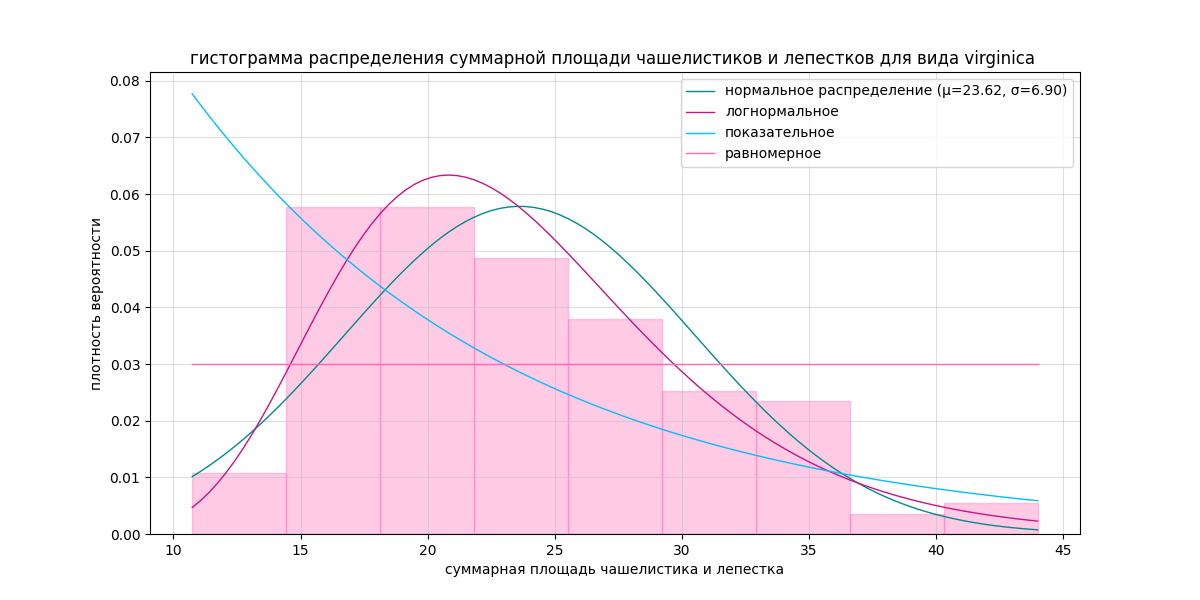 гистограмма распределения суммарной площади чашелистиков и лепестков для вида virginica
нормальное распределение (μ=23.62, σ=6.90)
логнормальное
показательное
равномерное
плотность вероятности
0.08
0.07
0.06
0.05
0.04
0.03
0.02
0.01
0.00
10 15 20 25 30 35 40 45
суммарная площадь чашелистика и лепестка